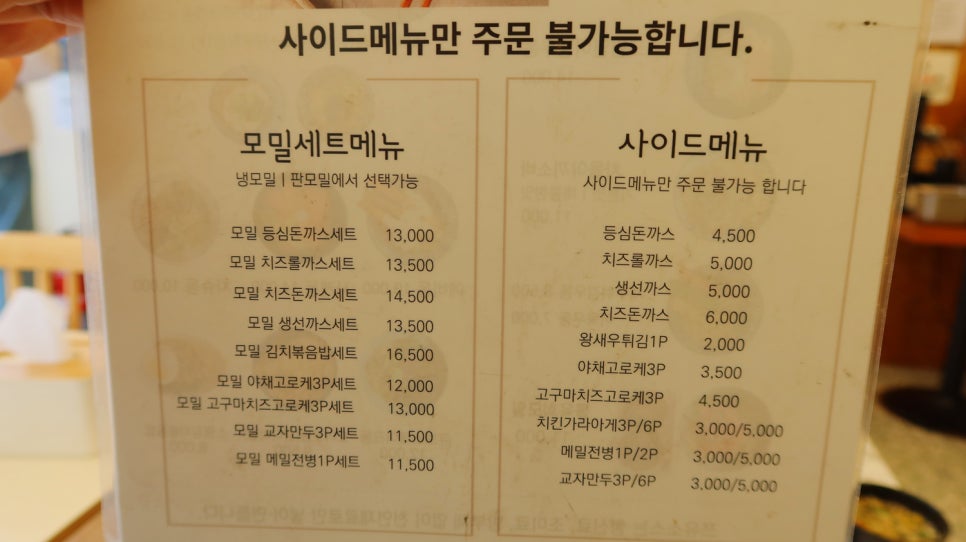 사이드메뉴만 주문 불가능합니다.
모밀세트메뉴
냉모밀 | 판모밀에서 선택가능
모밀 등심돈까스세트 13,000
모밀 치즈롤까스세트 13,500
모밀 치즈돈까스세트 14,500
모밀 생선까스세트 13,500
모밀 김치볶음밥세트 16,500
모밀 야채고로케3P세트 12,000
모밀 고구마치즈고로케3P세트 13,000
모밀 교자만두3P세트 11,500
모밀 메밀전병1P세트 11,500
사이드메뉴
사이드메뉴만 주문 불가능 합니다
등심돈까스 4,500
치즈롤까스 5,000
생선까스 5,000
치즈돈까스 6,000
왕새우튀김1P 2,000
야채고로케3P 3,500
고구마치즈고로케3P 4,500
치킨가라아게3P/6P 3,000/5,000
메밀전병1P/2P 3,000/5,000
교자만두3P/6P 3,000/5,000